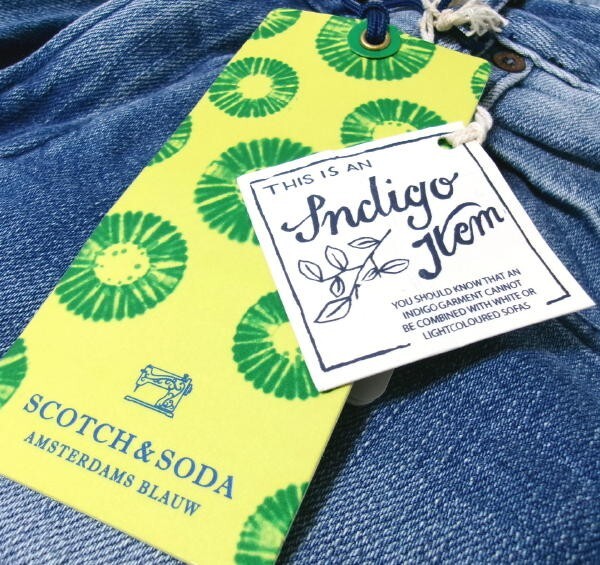 THIS IS AN
Indigo
Item
YOU SHOULD KNOW THAT AN
INDIGO GARMENT CANNOT
BE COMBINED WITH WHITE OR
LIGHTCOLOURED SOFAS
SCOTCH & SODA
AMSTERDAMS BLAUW